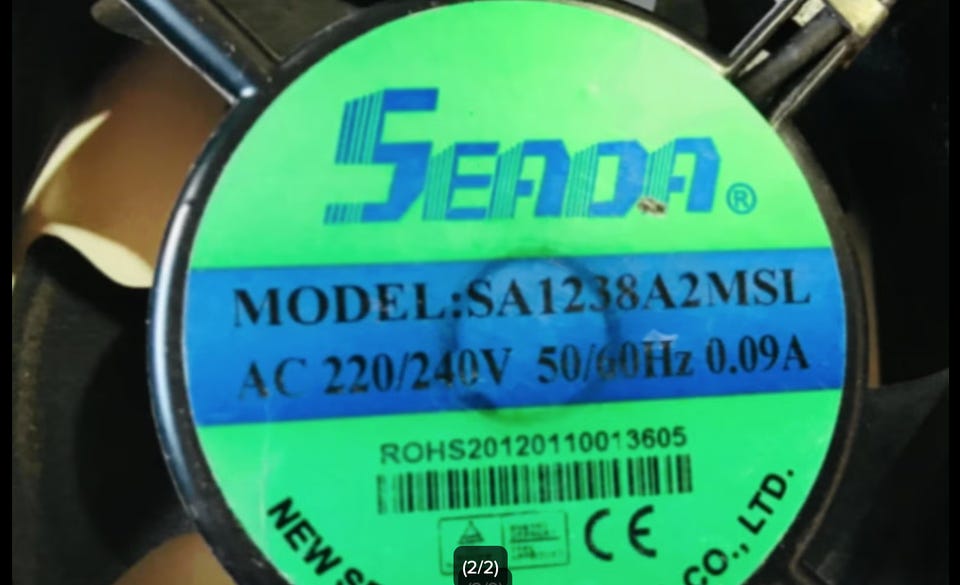 SEADA®
MODEL:SA1238A2MSL
AC 220/240V 50/60Hz 0.09A
ROHS20120110013605
CE
NEW
CO., LTD.
(2/2)